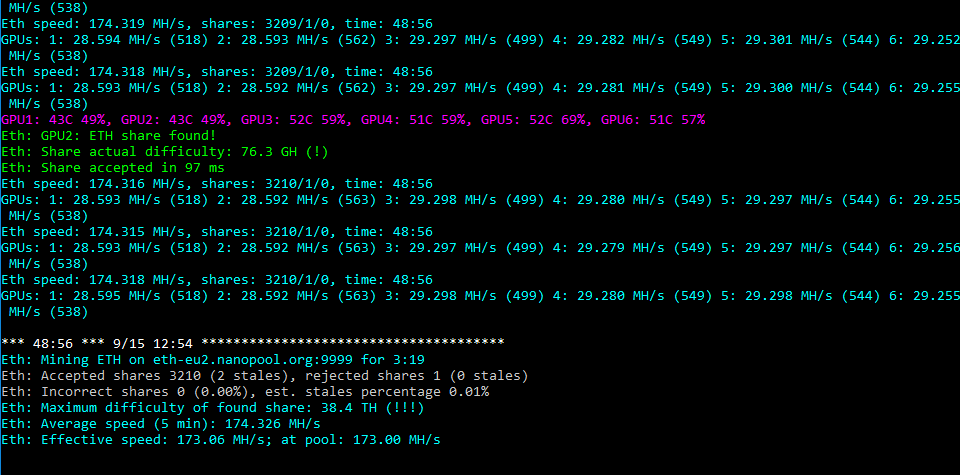 MH/s (538)
Eth speed: 174.319 MH/s, shares: 3209/1/0, time: 48:56
GPUs: 1: 28.594 MH/s (518) 2: 28.593 MH/s (562) 3: 29.297 MH/s (499) 4: 29.282 MH/s (549) 5: 29.301 MH/s (544) 6: 29.252
MH/s (538)
Eth speed: 174.318 MH/s, shares: 3209/1/0, time: 48:56
GPUs: 1: 28.593 MH/s (518) 2: 28.592 MH/s (562) 3: 29.297 MH/s (499) 4: 29.281 MH/s (549) 5: 29.300 MH/s (544) 6: 29.255
MH/s (538)
GPU1: 43C 49%, GPU2: 43C 49%, GPU3: 52C 59%, GPU4: 51C 59%, GPU5: 52C 69%, GPU6: 51C 57%
Eth: GPU2: ETH share found!
Eth: Share actual difficulty: 76.3 GH (!)
Eth: Share accepted in 97 ms
Eth speed: 174.316 MH/s, shares: 3210/1/0, time: 48:56
GPUs: 1: 28.593 MH/s (518) 2: 28.592 MH/s (563) 3: 29.298 MH/s (499) 4: 29.280 MH/s (549) 5: 29.297 MH/s (544) 6: 29.255
MH/s (538)
Eth speed: 174.315 MH/s, shares: 3210/1/0, time: 48:56
GPUs: 1: 28.593 MH/s (518) 2: 28.592 MH/s (563) 3: 29.297 MH/s (499) 4: 29.279 MH/s (549) 5: 29.297 MH/s (544) 6: 29.256
MH/s (538)
Eth speed: 174.318 MH/s, shares: 3210/1/0, time: 48:56
GPUs: 1: 28.595 MH/s (518) 2: 28.592 MH/s (563) 3: 29.298 MH/s (499) 4: 29.280 MH/s (549) 5: 29.298 MH/s (544) 6: 29.255
MH/s (538)
*** 48:56 *** 9/15 12:54 **************************************
Eth: Mining ETH on eth-eu2.nanopool.org:9999 for 3:19
Eth: Accepted shares 3210 (2 stales), rejected shares 1 (0 stales)
Eth: Incorrect shares 0 (0.00%), est. stales percentage 0.01%
Eth: Maximum difficulty of found share: 38.4 TH (!!!)
Eth: Average speed (5 min): 174.326 MH/s
Eth: Effective speed: 173.06 MH/s; at pool: 173.00 MH/s